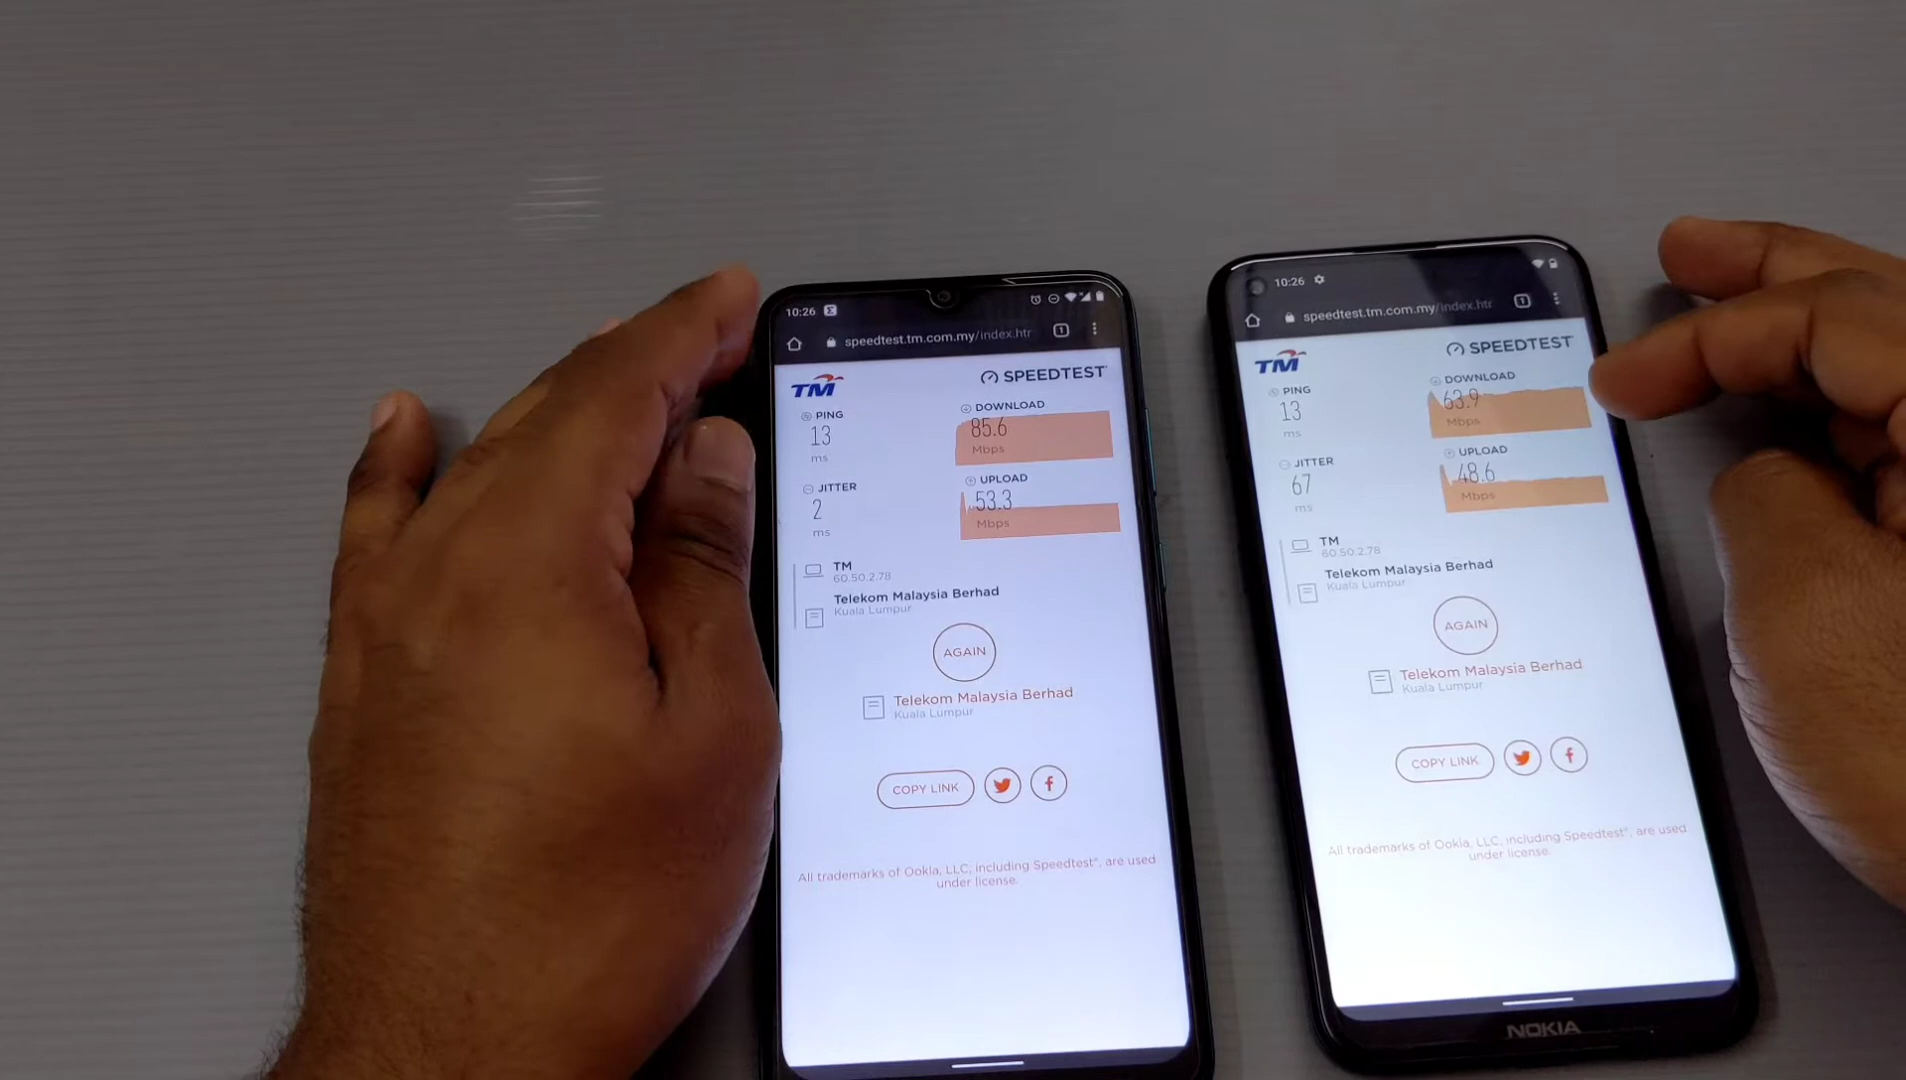 10:26
speedtest.tm.com.my/index.htr
1
TM
SPEEDTEST
PING
13
ms
DOWNLOAD
85.6
Mbps
JITTER
2
ms
UPLOAD
53.3
Mbps
TM
60.50.2.78
Telekom Malaysia Berhad
Kuala Lumpur
AGAIN
Telekom Malaysia Berhad
Kuala Lumpur
COPY LINK
All trademarks of Ookla, LLC, including Speedtest®, are used
under license.
10:26
speedtest.tm.com.my/index.htr
1
TM
SPEEDTEST
PING
13
ms
DOWNLOAD
63.9
Mbps
JITTER
67
ms
UPLOAD
48.6
Mbps
TM
60.50.2.78
Telekom Malaysia Berhad
Kuala Lumpur
AGAIN
Telekom Malaysia Berhad
Kuala Lumpur
COPY LINK
All trademarks of Ookla, LLC, including Speedtest®, are used
under license.
NOKIA